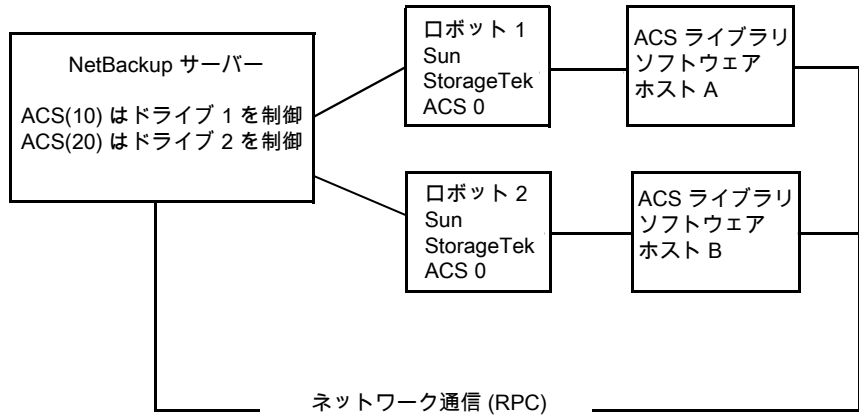 NetBackup サーバー
ACS(10) はドライブ 1 を制御
ACS(20) はドライブ 2 を制御
ロボット 1
Sun
StorageTek
ACS 0
ACS ライブラリ
ソフトウェア
ホスト A
ロボット 2
Sun
StorageTek
ACS 0
ACS ライブラリ
ソフトウェア
ホスト B
ネットワーク通信 (RPC)